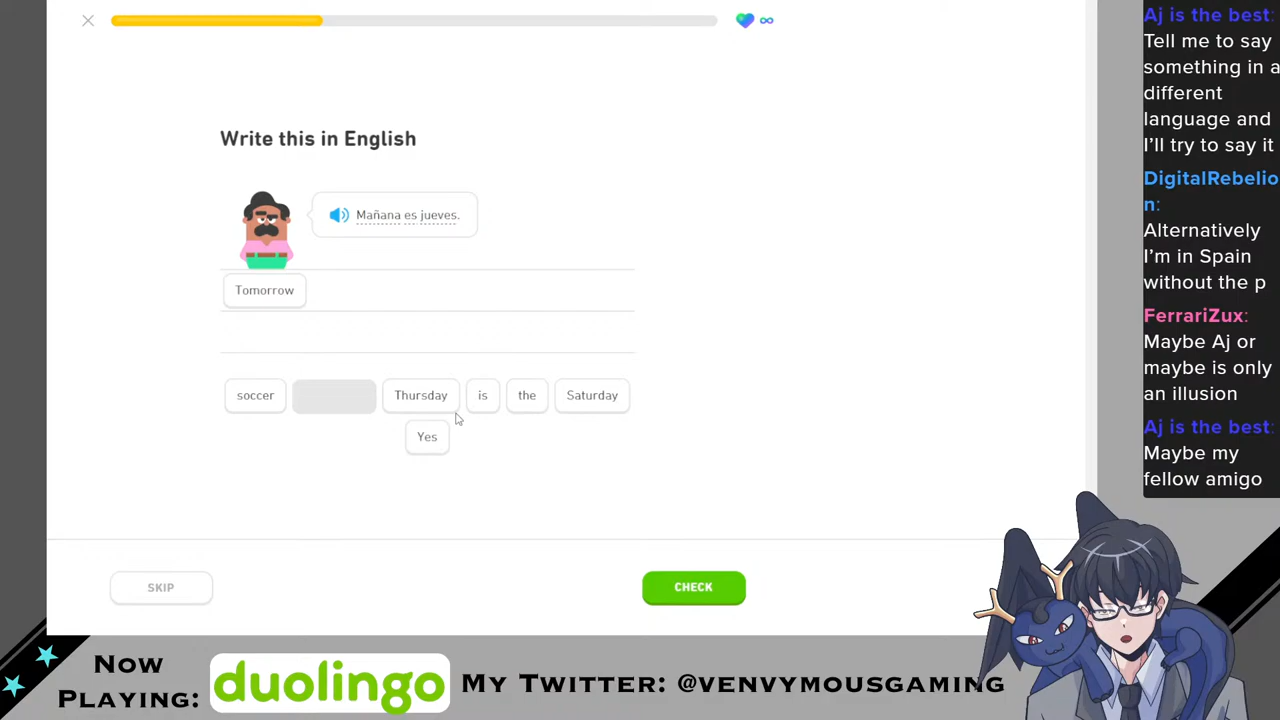 Write this in English
Mañana es jueves.
Tomorrow
soccer Thursday is the Saturday
Yes
SKIP CHECK
Aj is the best:
Tell me to say
something in a
different
language and
I’ll try to say it
DigitalRebelio
n:
Alternatively
I’m in Spain
without the p
FerrariZux:
Maybe Aj or
maybe is only
an illusion
Aj is the best:
Maybe my
fellow amigo
Now
Playing: duolingo My Twitter: @venvymousgaming